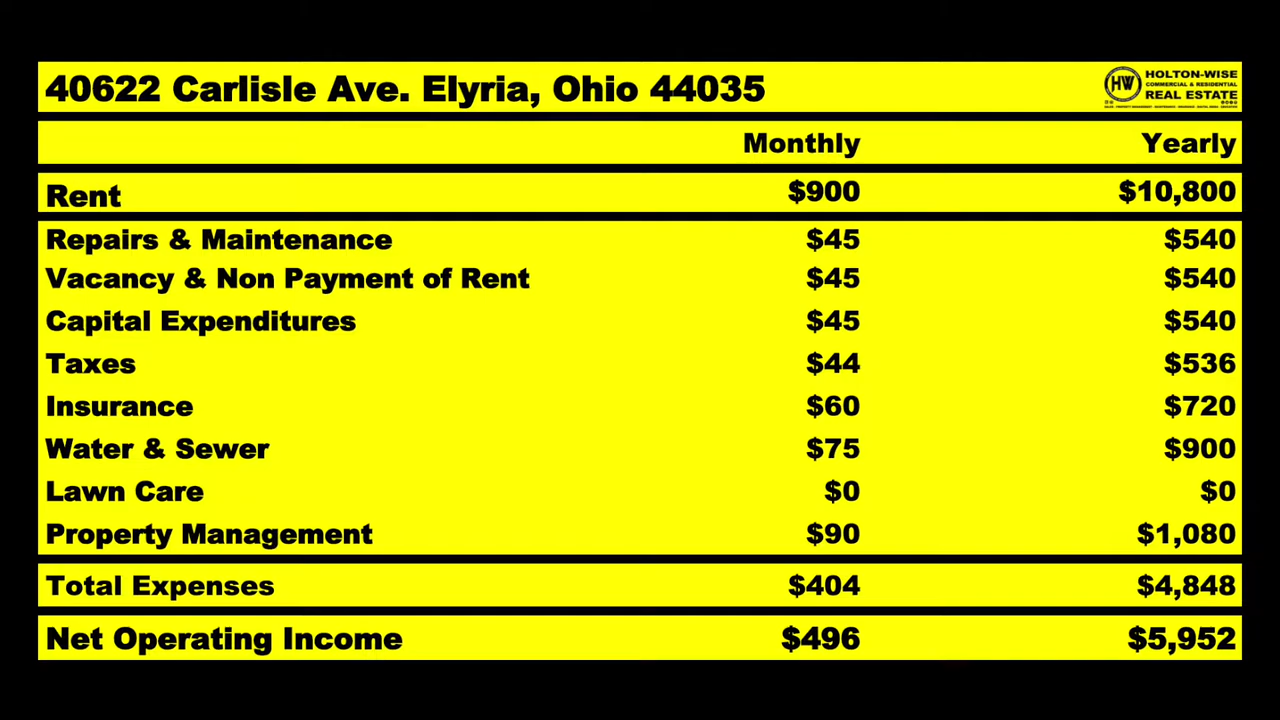 40622 Carlisle Ave. Elyria, Ohio 44035
HW
HOLTON-WISE
COMMERCIAL & RESIDENTIAL
REAL ESTATE
Monthly Yearly
Rent $900 $10,800
Repairs & Maintenance $45 $540
Vacancy & Non Payment of Rent $45 $540
Capital Expenditures $45 $540
Taxes $44 $536
Insurance $60 $720
Water & Sewer $75 $900
Lawn Care $0 $0
Property Management $90 $1,080
Total Expenses $404 $4,848
Net Operating Income $496 $5,952